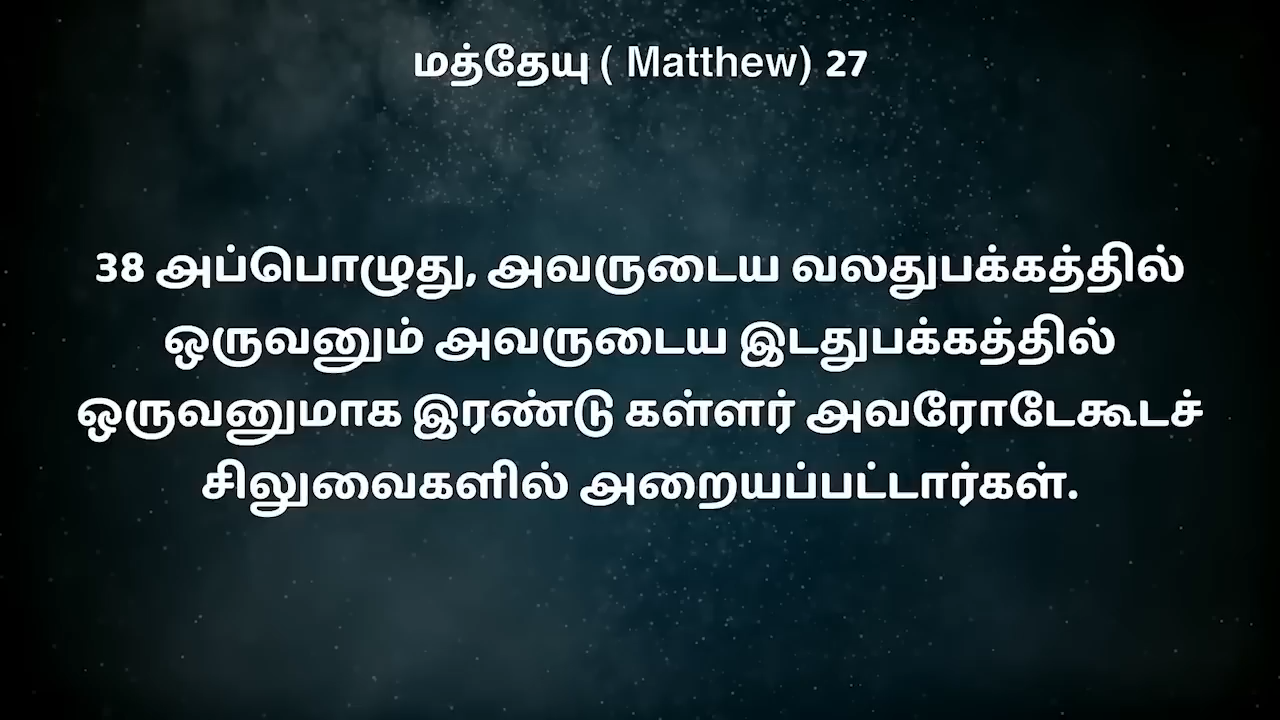 மத்தேயு ( Matthew) 27
38 அப்பொழுது, அவருடைய வலதுபக்கத்தில்
ஒருவனும் அவருடைய இடதுபக்கத்தில்
ஒருவனுமாக இரண்டு கள்ளர் அவரோடேகூடச்
சிலுவைகளில் அறையப்பட்டார்கள்.